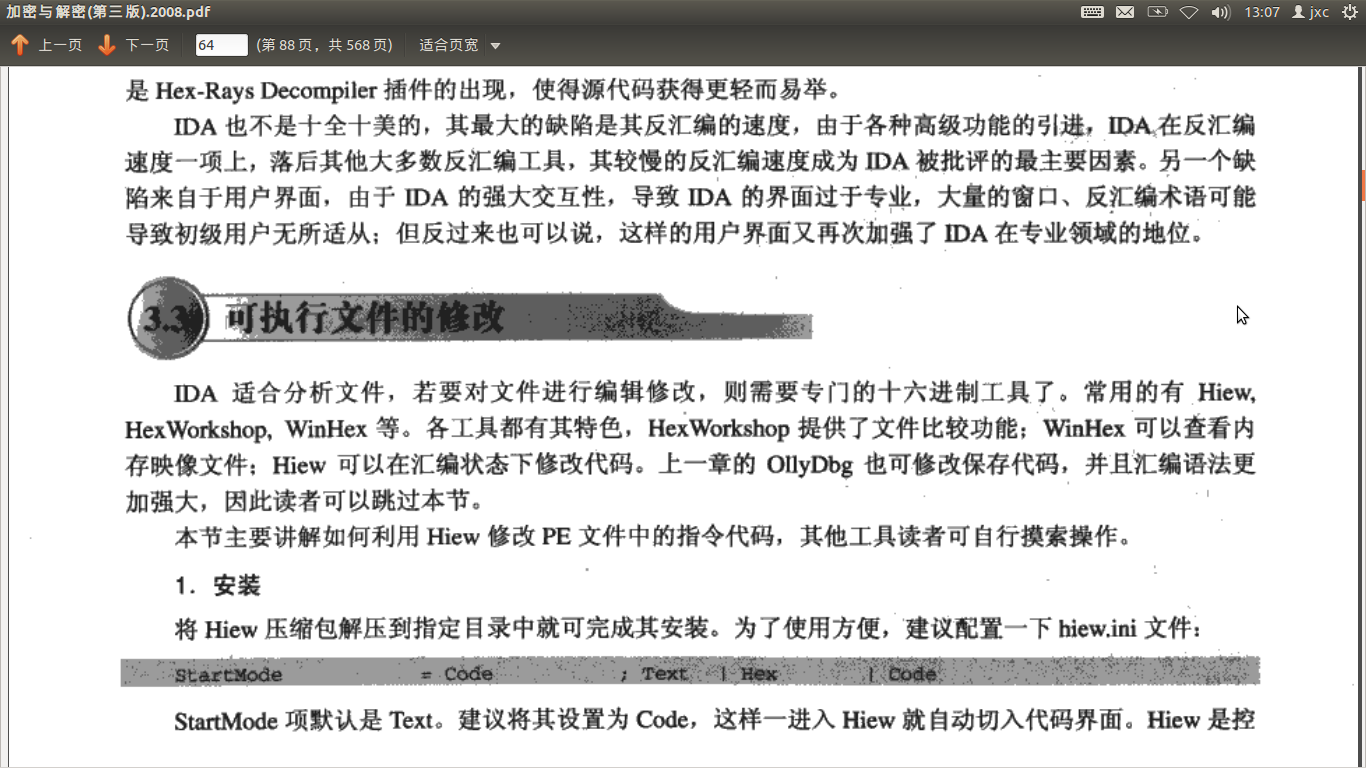 加密与解密(第三版).2008.pdf 13:07 jxc
上一页 下一页 64 (第 88 页，共 568 页) 适合页宽
是 Hex-Rays Decompiler 插件的出现，使得源代码获得更轻而易举。
IDA 也不是十全十美的，其最大的缺陷是其反汇编的速度，由于各种高级功能的引进，IDA 在反汇编
速度一项上，落后其他大多数反汇编工具，其较慢的反汇编速度成为 IDA 被批评的最主要因素。另一个缺
陷来自于用户界面，由于 IDA 的强大交互性，导致 IDA 的界面过于专业，大量的窗口、反汇编术语可能
导致初级用户无所适从；但反过来也可以说，这样的用户界面又再次加强了 IDA 在专业领域的地位。
3.3 可执行文件的修改
IDA 适合分析文件，若要对文件进行编辑修改，则需要专门的十六进制工具了。常用的有 Hiew,
HexWorkshop, WinHex 等。各工具都有其特色，HexWorkshop 提供了文件比较功能；WinHex 可以查看内
存映像文件；Hiew 可以在汇编状态下修改代码。上一章的 OllyDbg 也可修改保存代码，并且汇编语法更
加强大，因此读者可以跳过本节。
本节主要讲解如何利用 Hiew 修改 PE 文件中的指令代码，其他工具读者可自行摸索操作。
1．安装
将 Hiew 压缩包解压到指定目录中就可完成其安装。为了使用方便，建议配置一下 hiew.ini 文件：
StartMode = Code ; Text | Hex | Code
StartMode 项默认是 Text。建议将其设置为 Code，这样一进入 Hiew 就自动切入代码界面。Hiew 是控